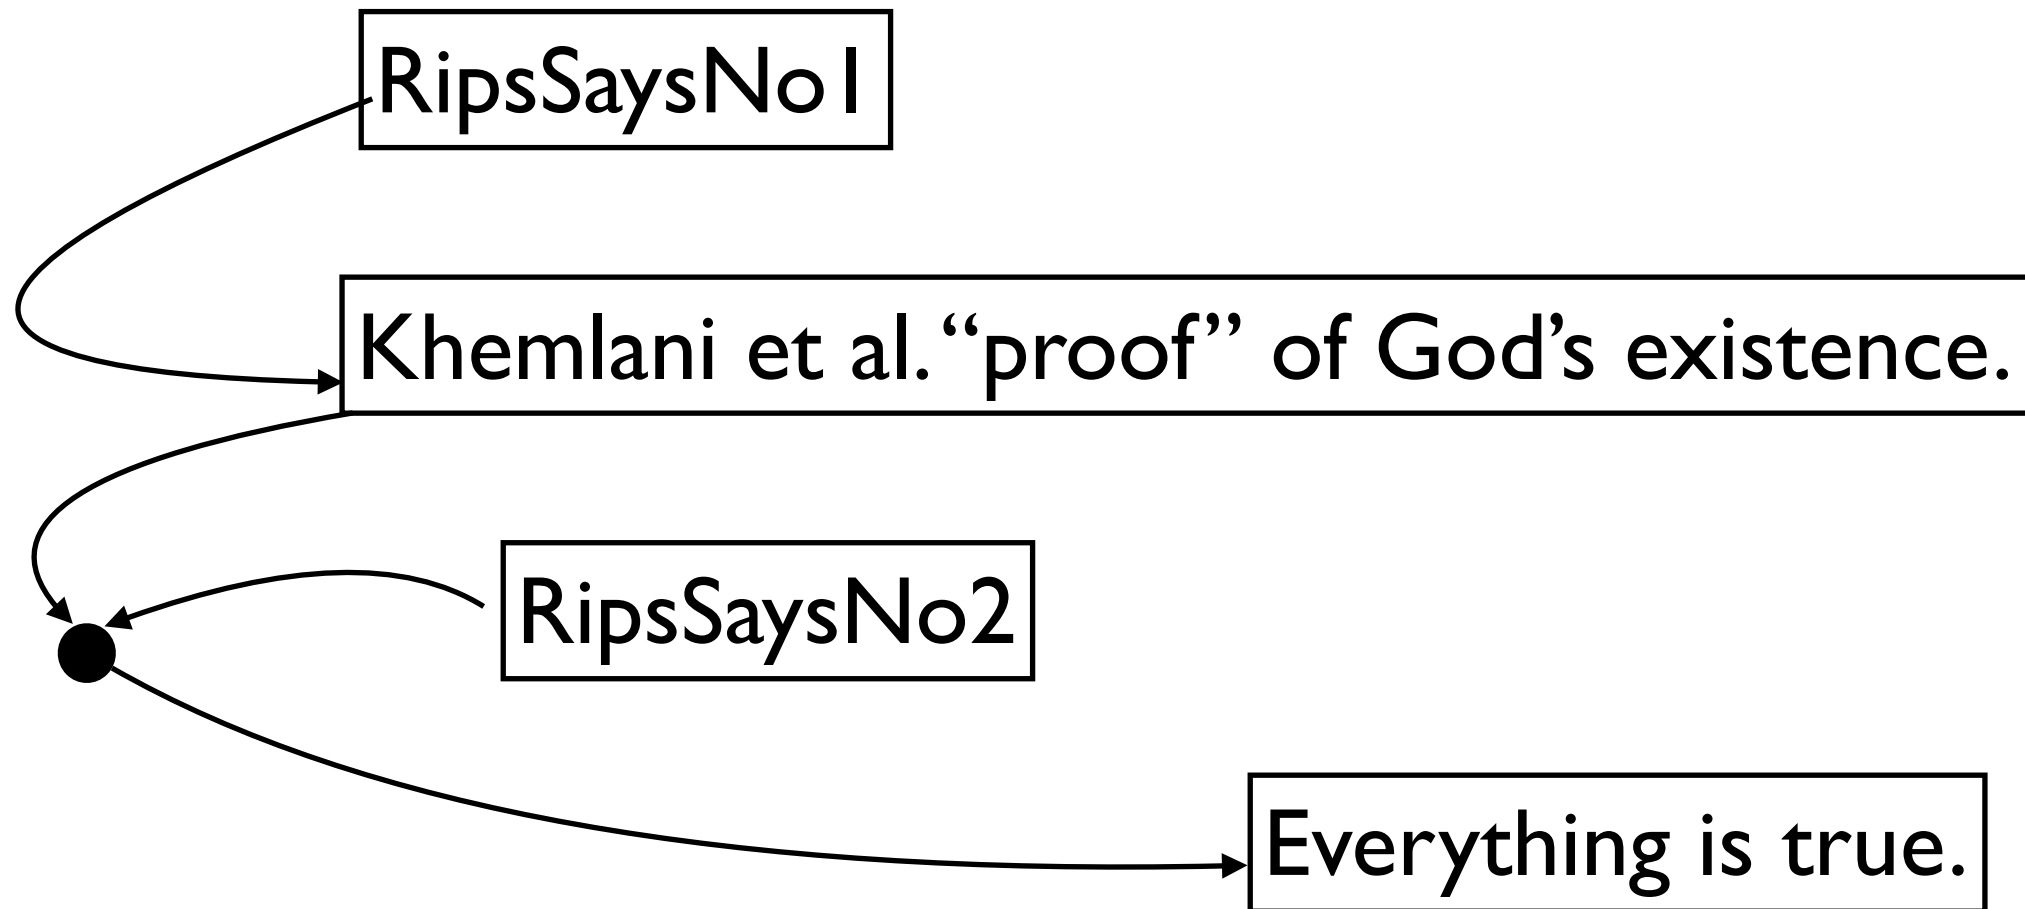 RipsSaysNo1
Khemlani et al. “proof” of God’s existence.
RipsSaysNo2
Everything is true.